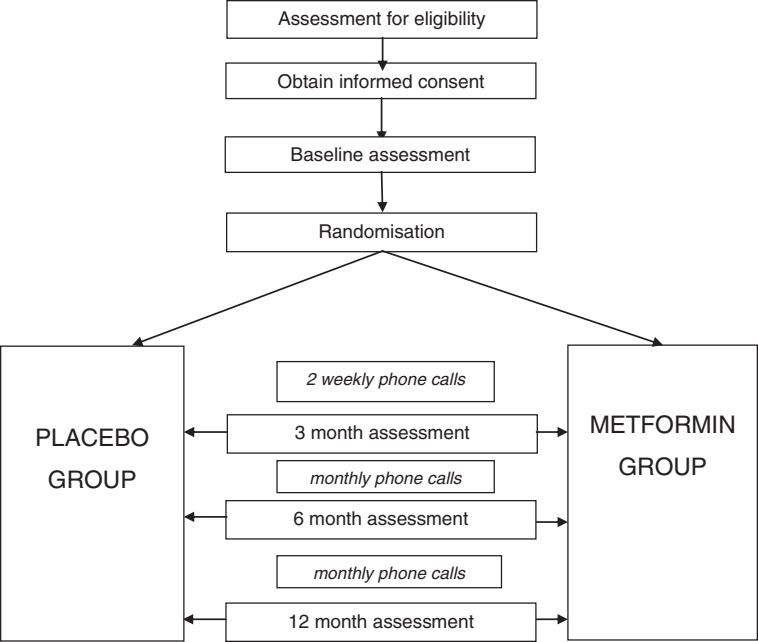 Assessment for eligibility
Obtain informed consent
Baseline assessment
Randomisation
PLACEBO
GROUP
2 weekly phone calls
3 month assessment
monthly phone calls
6 month assessment
monthly phone calls
12 month assessment
METFORMIN
GROUP